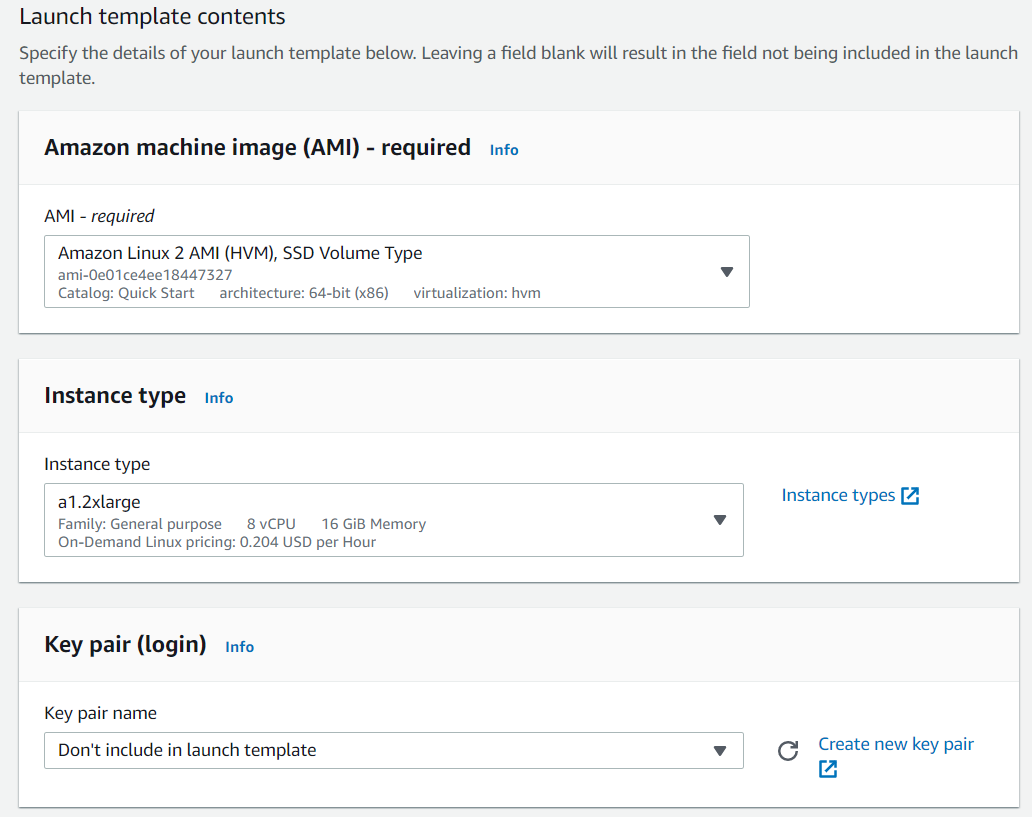 Launch template contents
Specify the details of your launch template below. Leaving a field blank will result in the field not being included in the launch
template.
Amazon machine image (AMI) - required Info
AMI - required
Amazon Linux 2 AMI (HVM), SSD Volume Type
ami-0e01ce4ee18447327
Catalog: Quick Start architecture: 64-bit (x86) virtualization: hvm
Instance type Info
Instance type
a1.2xlarge
Family: General purpose 8 vCPU 16 GiB Memory
On-Demand Linux pricing: 0.204 USD per Hour
Instance types
Key pair (login) Info
Key pair name
Don't include in launch template
Create new key pair